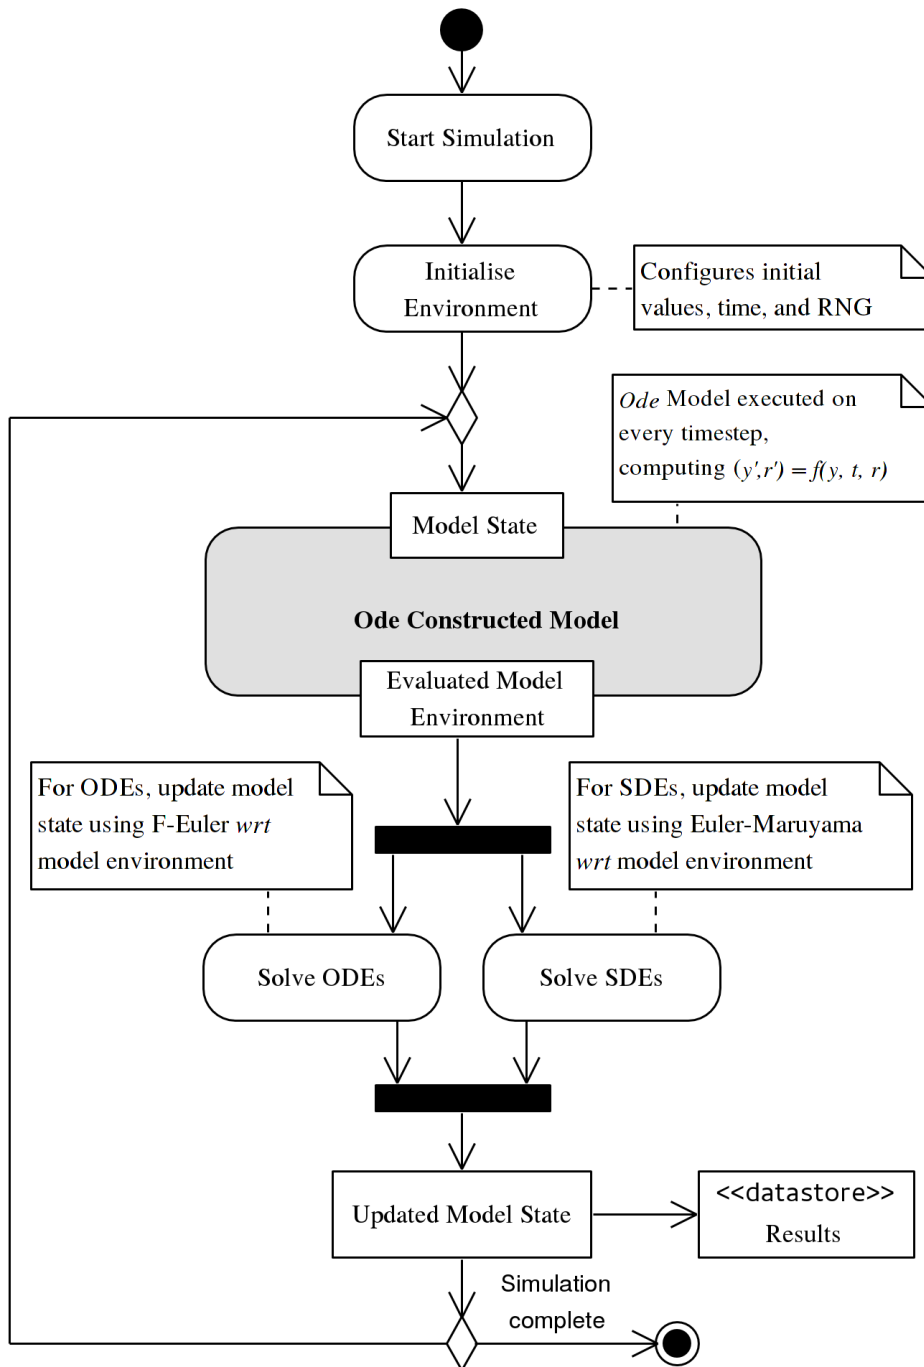 Start Simulation
Initialise
Environment
Configures initial
values, time, and RNG
Ode Model executed on
every timestep,
computing (y',r') = f(y, t, r)
Model State
Ode Constructed Model
Evaluated Model
Environment
For ODEs, update model
state using F-Euler wrt
model environment
For SDEs, update model
state using Euler-Maruyama
wrt model environment
Solve ODEs
Solve SDEs
Updated Model State
<<datastore>>
Results
Simulation
complete